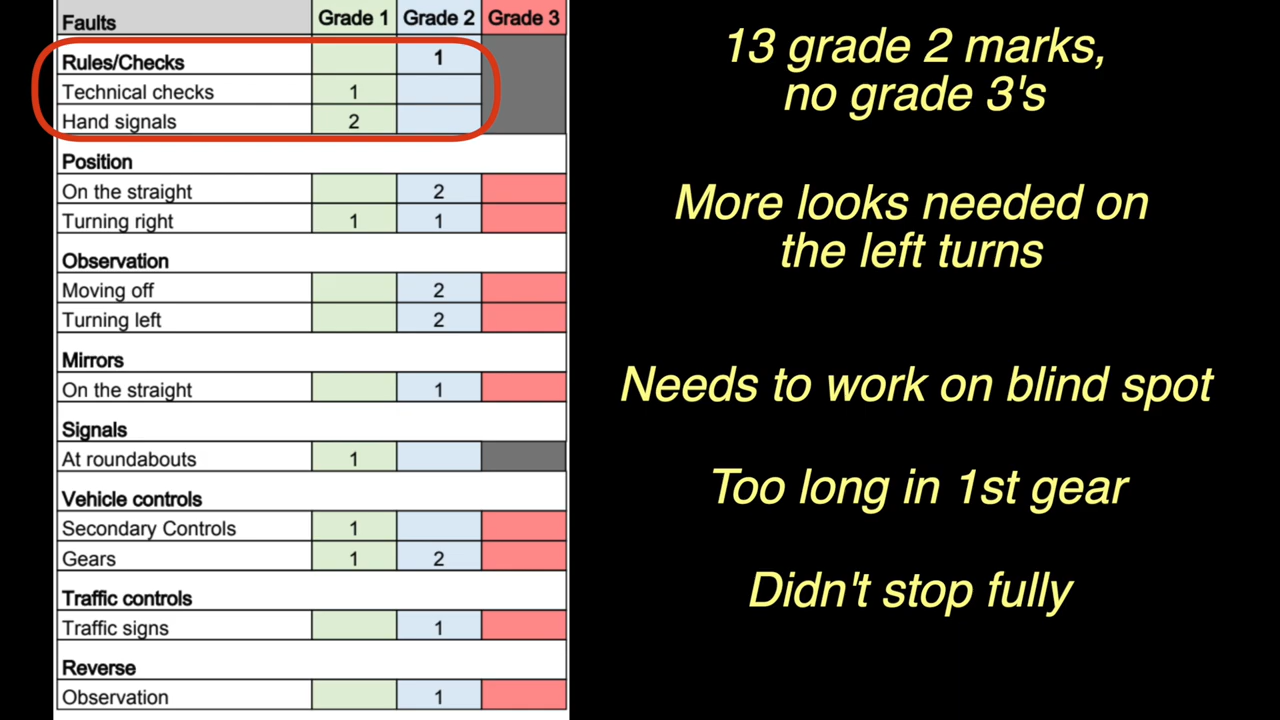 Faults Grade 1 Grade 2 Grade 3
Rules/Checks 1
Technical checks 1
Hand signals 2
Position
On the straight 2
Turning right 1 1
Observation
Moving off 2
Turning left 2
Mirrors
On the straight 1
Signals
At roundabouts 1
Vehicle controls
Secondary Controls 1
Gears 1 2
Traffic controls
Traffic signs 1
Reverse
Observation 1
13 grade 2 marks,
no grade 3's
More looks needed on
the left turns
Needs to work on blind spot
Too long in 1st gear
Didn't stop fully